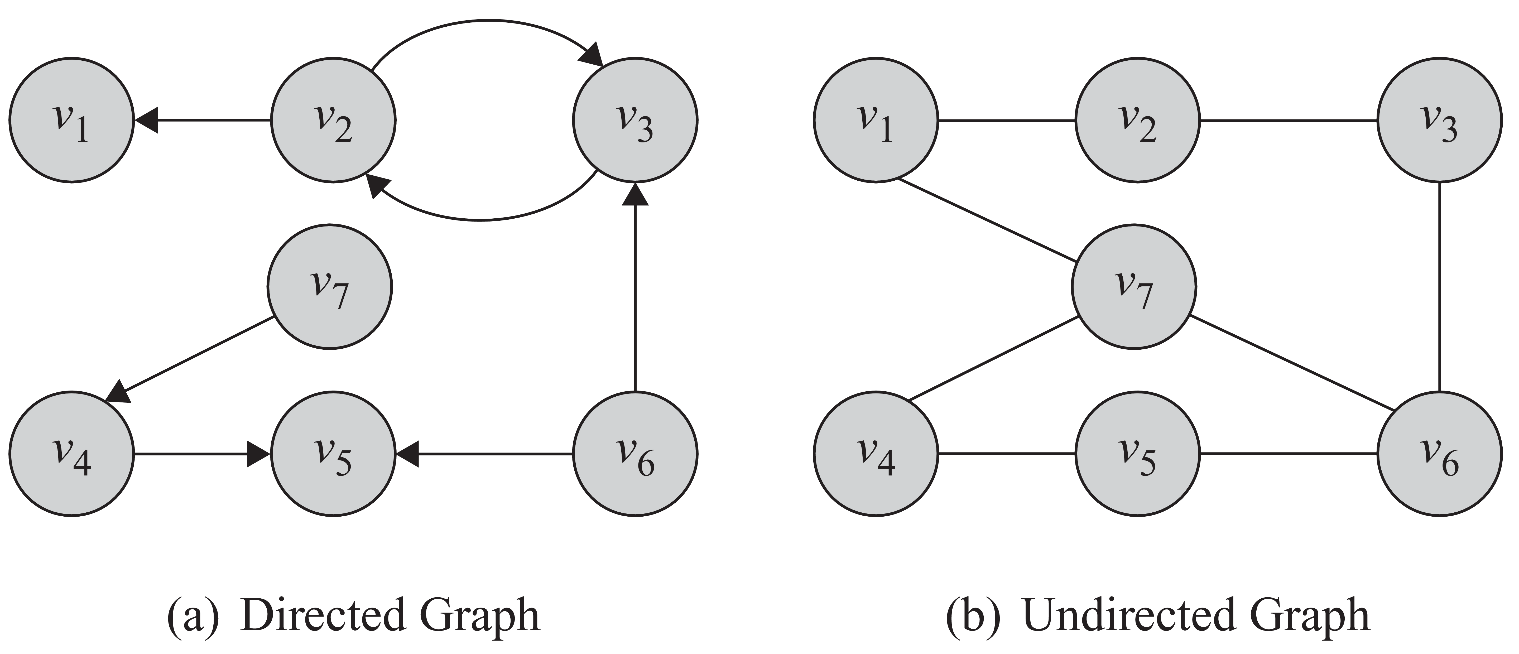 v1 v2 v3 v1 v2 v3
v7 v7
v4 v5 v6 v4 v5 v6
(a) Directed Graph (b) Undirected Graph